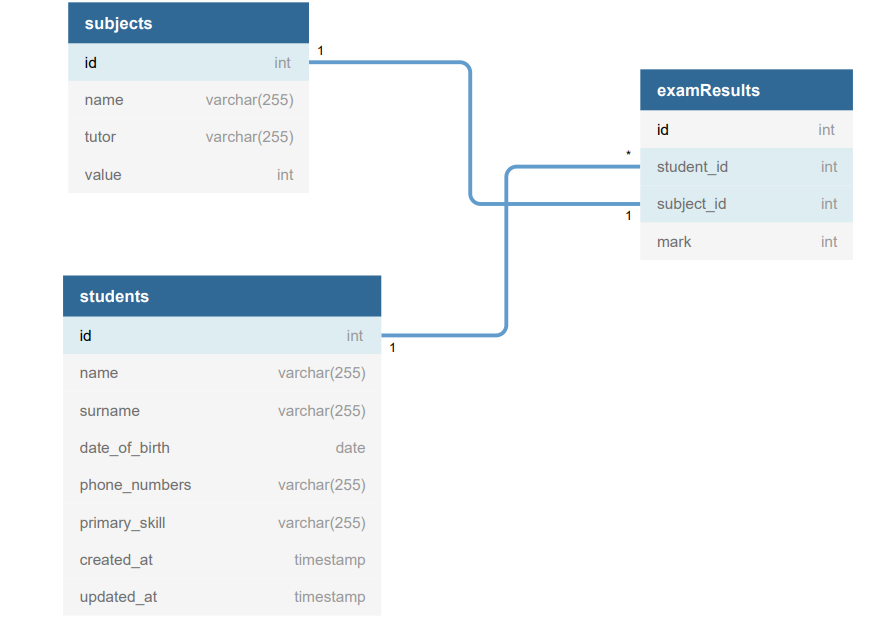 subjects
id int
name varchar(255)
tutor varchar(255)
value int
1
examResults
id int
student_id int
subject_id int
mark int
*
1
students
id int
name varchar(255)
surname varchar(255)
date_of_birth date
phone_numbers varchar(255)
primary_skill varchar(255)
created_at timestamp
updated_at timestamp
1